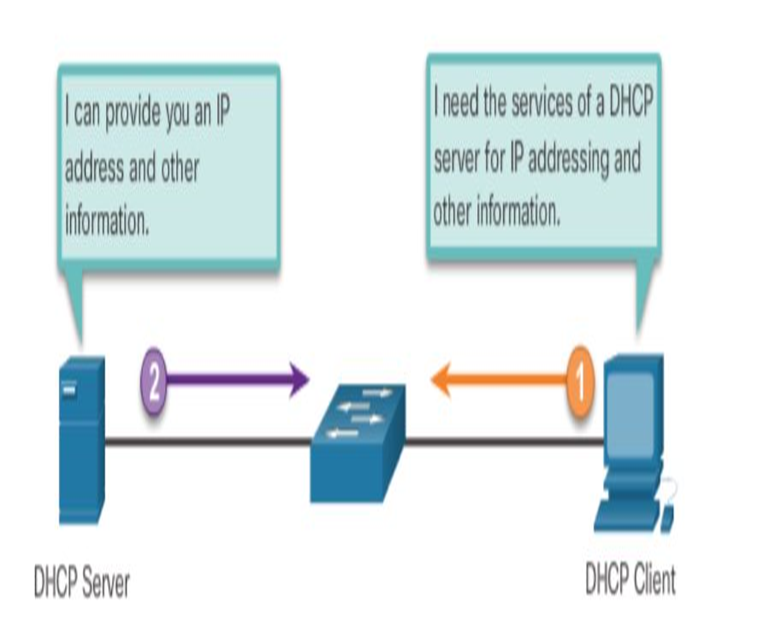 I can provide you an IP
address and other
information.
I need the services of a DHCP
server for IP addressing and
other information.
2
1
DHCP Server
DHCP Client